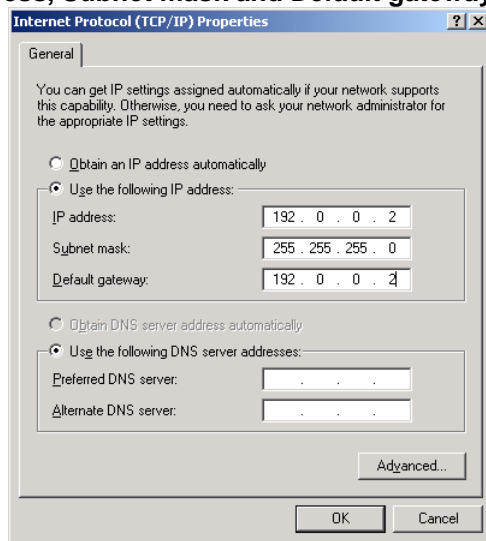 ess, Subnet mask and Default gateway
Internet Protocol (TCP/IP) Properties
General
You can get IP settings assigned automatically if your network supports
this capability. Otherwise, you need to ask your network administrator for
the appropriate IP settings.
Obtain an IP address automatically
Use the following IP address:
IP address: 192 . 0 . 0 . 2
Subnet mask: 255 . 255 . 255 . 0
Default gateway: 192 . 0 . 0 . 2
Obtain DNS server address automatically
Use the following DNS server addresses:
Preferred DNS server: . . .
Alternate DNS server: . . .
Advanced...
OK Cancel